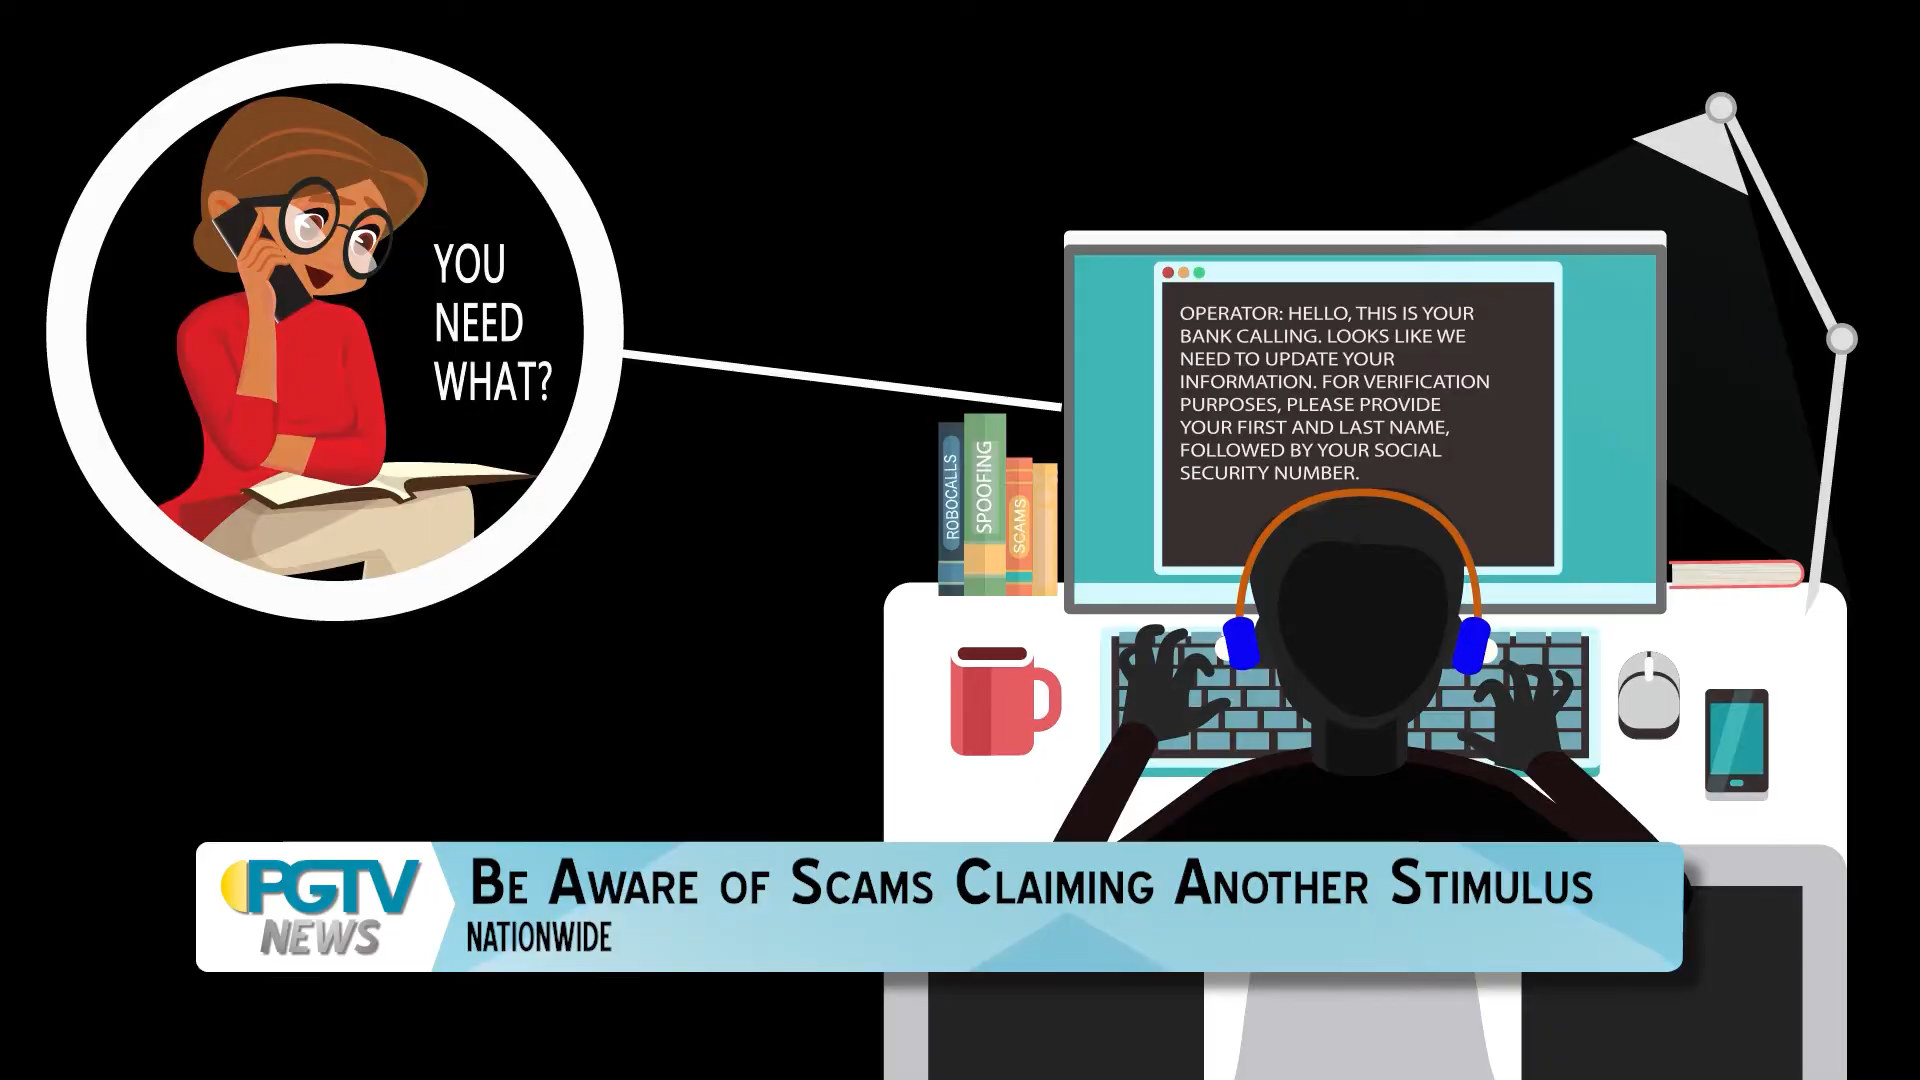 YOU
NEED
WHAT?
OPERATOR: HELLO, THIS IS YOUR
BANK CALLING. LOOKS LIKE WE
NEED TO UPDATE YOUR
INFORMATION. FOR VERIFICATION
PURPOSES, PLEASE PROVIDE
YOUR FIRST AND LAST NAME,
FOLLOWED BY YOUR SOCIAL
SECURITY NUMBER.
ROBOCALLS
SPOOFING
SCAMS
PGTV
NEWS
BE AWARE OF SCAMS CLAIMING ANOTHER STIMULUS
NATIONWIDE